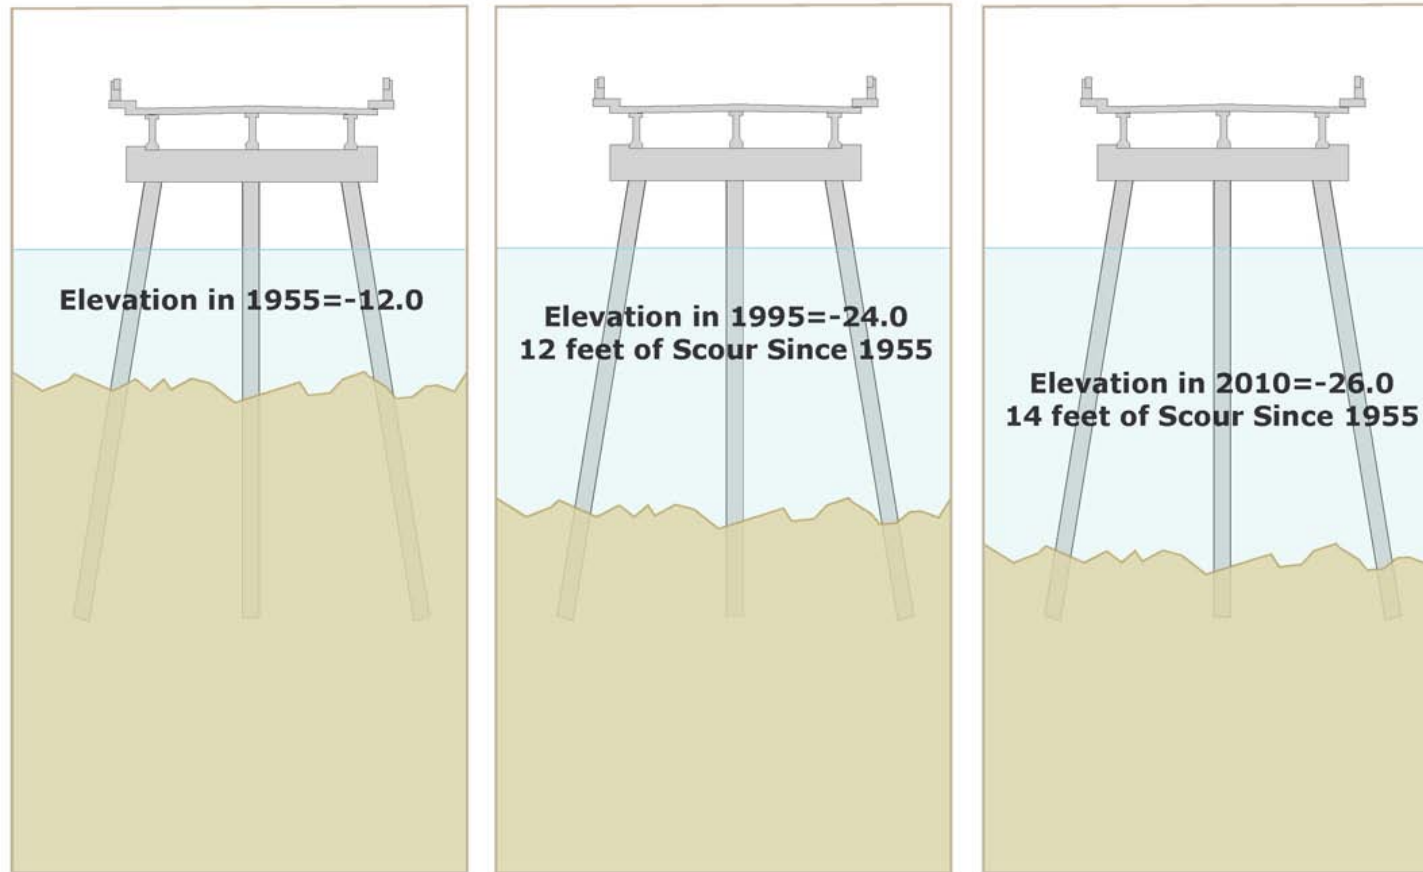 Elevation in 1955=-12.0
Elevation in 1995=-24.0
12 feet of Scour Since 1955
Elevation in 2010=-26.0
14 feet of Scour Since 1955